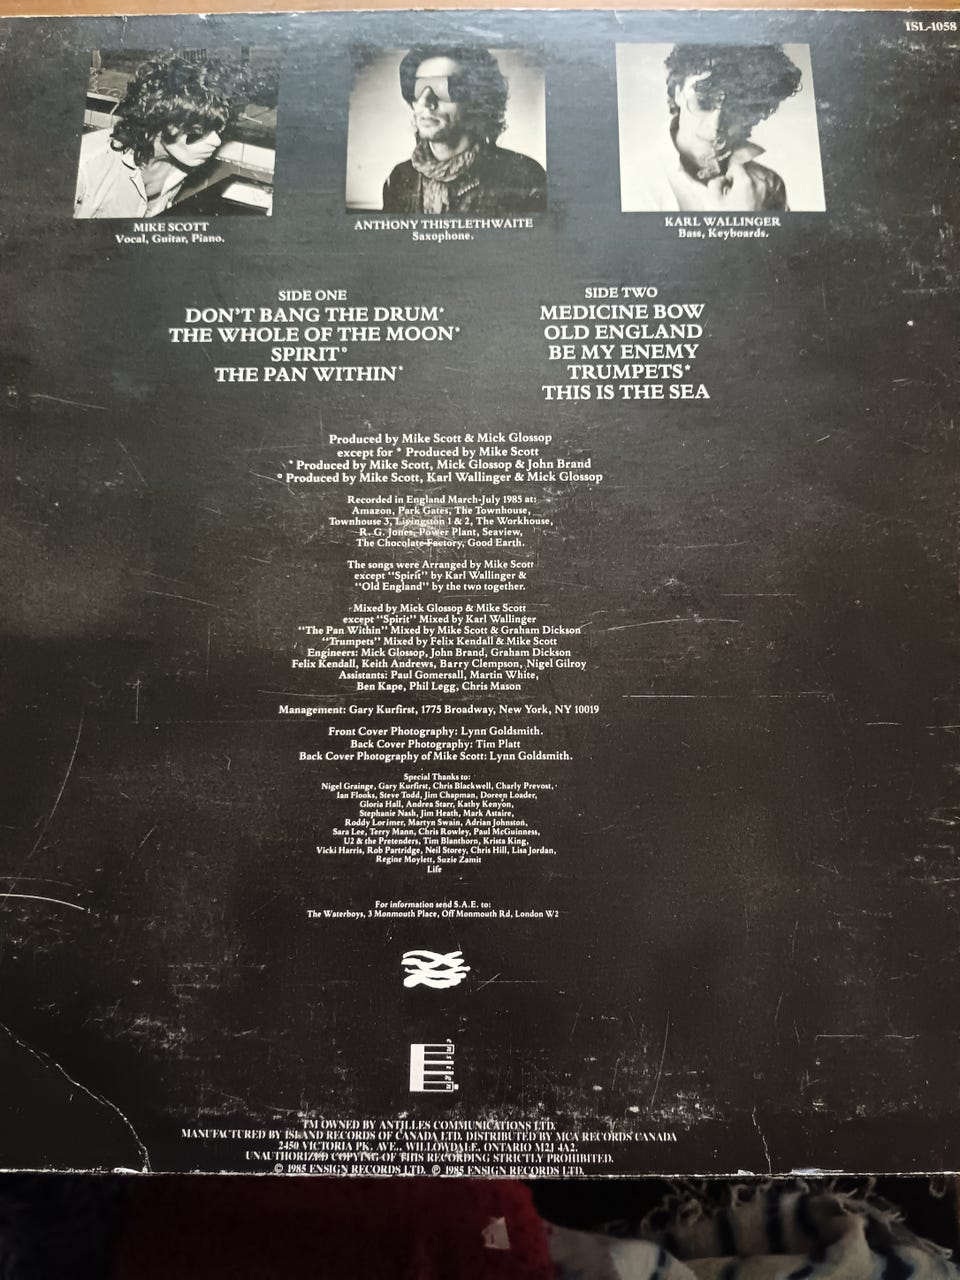 ISL-1058
MIKE SCOTT
Vocal, Guitar, Piano.
ANTHONY THISTLETHWAITE
Saxophone.
KARL WALLINGER
Bass, Keyboards.
SIDE ONE
DON'T BANG THE DRUM*
THE WHOLE OF THE MOON*
SPIRIT°
THE PAN WITHIN*
SIDE TWO
MEDICINE BOW
OLD ENGLAND
BE MY ENEMY
TRUMPETS*
THIS IS THE SEA
Produced by Mike Scott & Mick Glossop
except for * Produced by Mike Scott
* Produced by Mike Scott, Mick Glossop & John Brand
° Produced by Mike Scott, Karl Wallinger & Mick Glossop
Recorded in England March-July 1985 at:
Amazon, Park Gates, The Townhouse,
Townhouse 3, Livingston 1 & 2, The Workhouse,
R. G. Jones, Power Plant, Seaview,
The Chocolate Factory, Good Earth.
The songs were Arranged by Mike Scott
except "Spirit" by Karl Wallinger &
"Old England" by the two together.
Mixed by Mick Glossop & Mike Scott
except "Spirit" Mixed by Karl Wallinger
"The Pan Within" Mixed by Mike Scott & Graham Dickson
"Trumpets" Mixed by Felix Kendall & Mike Scott
Engineers: Mick Glossop, John Brand, Graham Dickson
Felix Kendall, Keith Andrews, Barry Clempson, Nigel Gilroy
Assistants: Paul Gomersall, Martin White,
Ben Kape, Phil Legg, Chris Mason
Management: Gary Kurfirst, 1775 Broadway, New York, NY 10019
Front Cover Photography: Lynn Goldsmith.
Back Cover Photography: Tim Platt
Back Cover Photography of Mike Scott: Lynn Goldsmith.
Special Thanks to:
Nigel Grainge, Gary Kurfirst, Chris Blackwell, Charly Prevost,
Ian Flooks, Steve Todd, Jim Chapman, Doreen Loader,
Gloria Hall, Andrea Starr, Kathy Kenyon,
Stephanie Nash, Jim Heath, Mark Astaire,
Roddy Lorimer, Martyn Swain, Adrian Johnston,
Sara Lee, Terry Mann, Chris Rowley, Paul McGuinness,
U2 & the Pretenders, Tim Blanthorn, Krista King,
Vicki Harris, Rob Partridge, Neil Storey, Chris Hill, Lisa Jordan,
Regine Moylett, Suzie Zamit
Life
For information send S.A.E. to:
The Waterboys, 3 Monmouth Place, Off Monmouth Rd, London W2
TM OWNED BY ANTILLES COMMUNICATIONS LTD.
MANUFACTURED BY ISLAND RECORDS OF CANADA LTD. DISTRIBUTED BY MCA RECORDS CANADA
2450 VICTORIA PK. AVE., WILLOWDALE, ONTARIO M2J 4A2.
UNAUTHORIZED COPYING OF THIS RECORDING STRICTLY PROHIBITED.
© 1985 ENSIGN RECORDS LTD. ℗ 1985 ENSIGN RECORDS LTD.